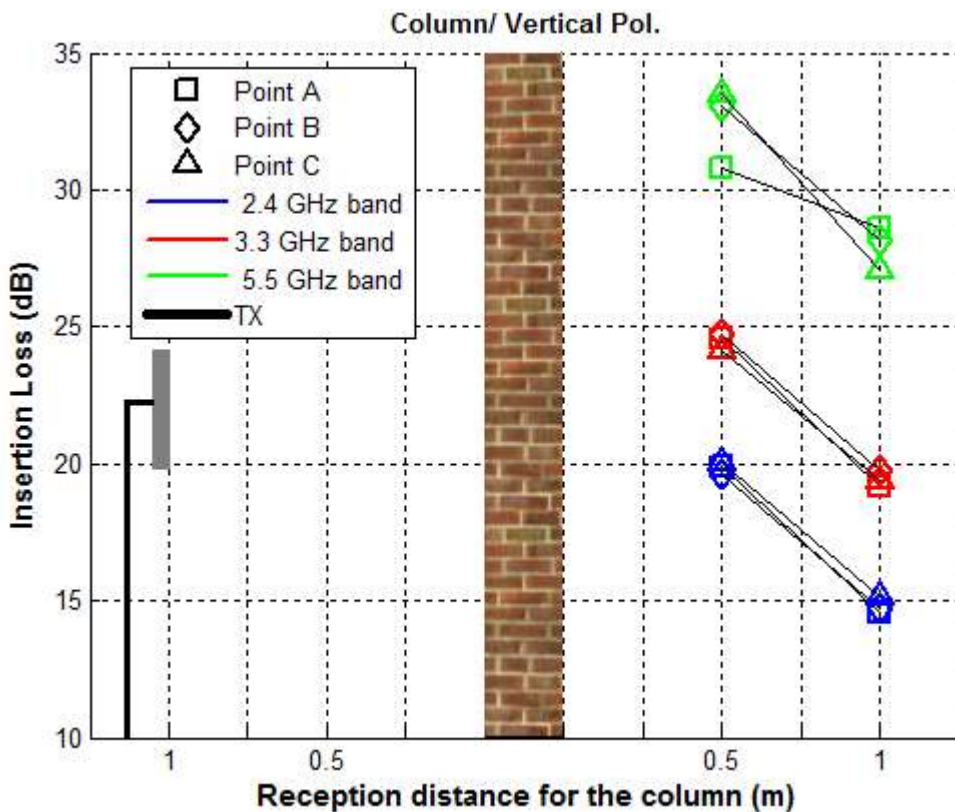 Column/ Vertical Pol.
35
30
25
20
15
10
Insertion Loss (dB)
Point A
Point B
Point C
2.4 GHz band
3.3 GHz band
5.5 GHz band
TX
1 0.5 0.5 1
Reception distance for the column (m)